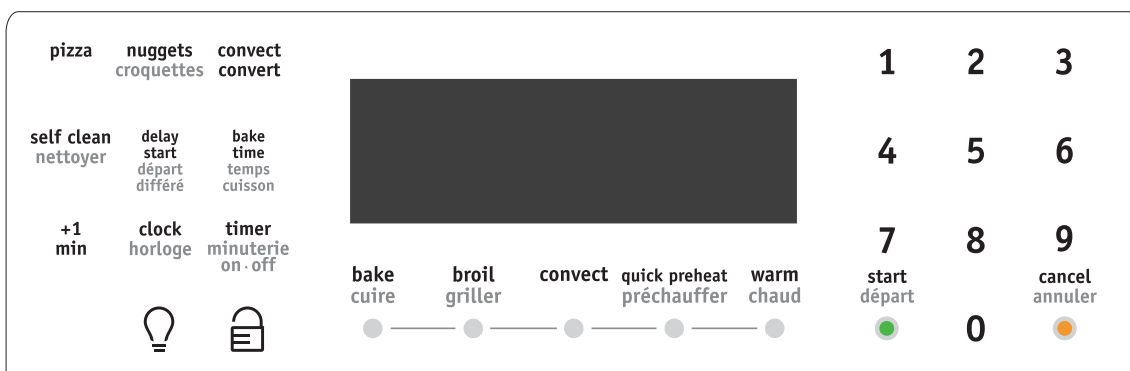 pizza
nuggets
croquettes
convect
convert
1
2
3
self clean
nettoyer
delay
start
départ
différé
bake
time
temps
cuisson
4
5
6
+1
min
clock
horloge
timer
minuterie
on·off
7
8
9
bake
cuire
broil
griller
convect
quick preheat
préchauffer
warm
chaud
start
départ
0
cancel
annuler